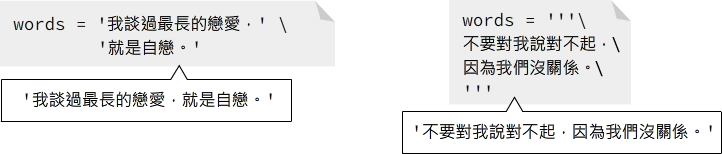 words = '我談過最長的戀愛，' \
'就是自戀。'
'我談過最長的戀愛，就是自戀。'
words = '''\
不要對我說對不起，\
因為我們沒關係。\
'''
'不要對我說對不起，因為我們沒關係。'